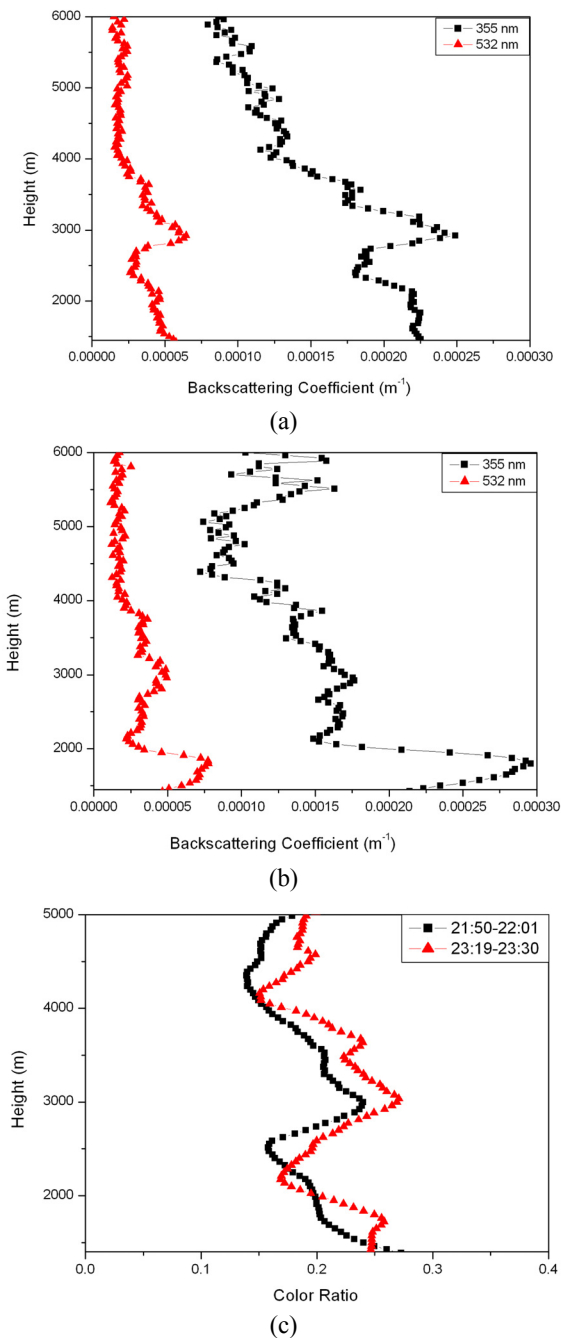 6000
5000
4000
3000
2000
Height (m)
355 nm
532 nm
0.00000 0.00005 0.00010 0.00015 0.00020 0.00025 0.00030
Backscattering Coefficient (m⁻¹)
(a)
6000
5000
4000
3000
2000
Height (m)
355 nm
532 nm
0.00000 0.00005 0.00010 0.00015 0.00020 0.00025 0.00030
Backscattering Coefficient (m⁻¹)
(b)
5000
4000
3000
2000
Height (m)
21:50-22:01
23:19-23:30
0.0 0.1 0.2 0.3 0.4
Color Ratio
(c)